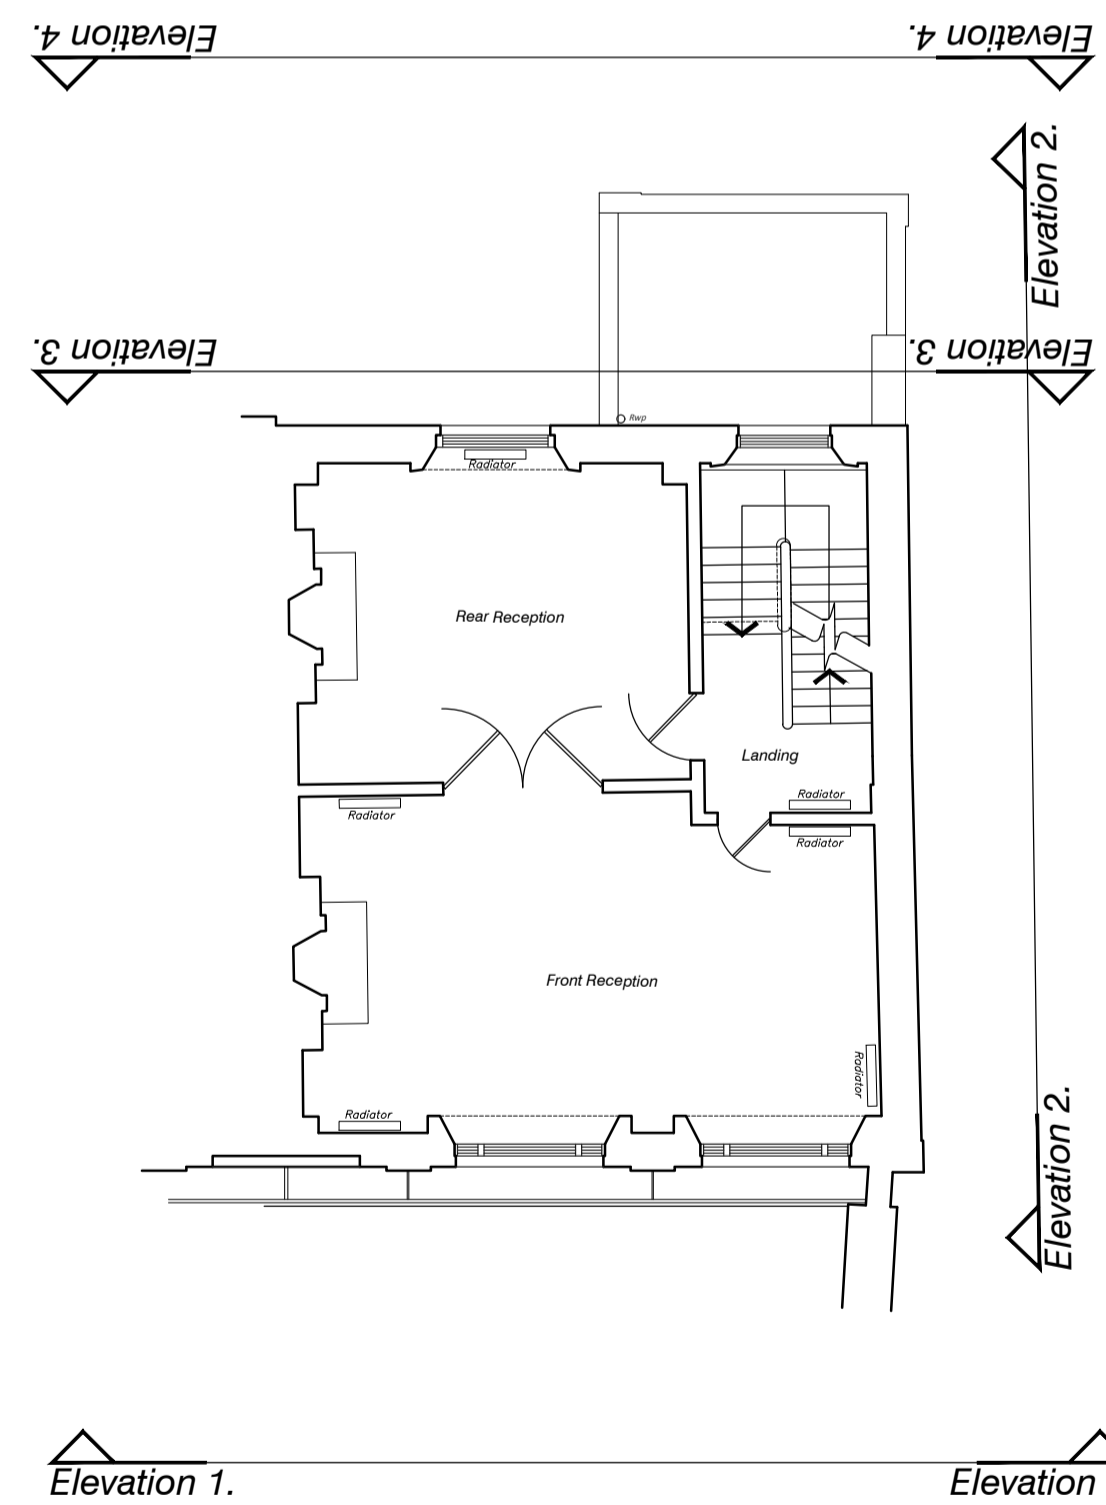 Elevation 4.
Elevation 4.
Elevation 2.
Elevation 3.
Elevation 3.
Rwp
Radiator
Rear Reception
Landing
Radiator
Radiator
Radiator
Front Reception
Radiator
Radiator
Elevation 2.
Elevation 1.
Elevation